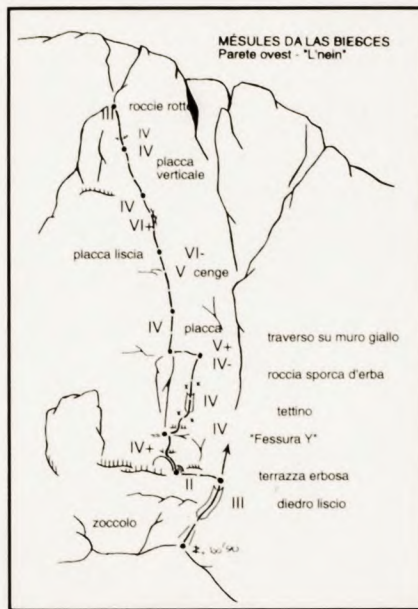 MÉSULES DA LAS BIESCES
Parete ovest - "L'nein"
III roccie rotte
IV
IV
placca
verticale
IV
VI+
placca liscia
VI-
V cenge
IV
placca
V+
traverso su muro giallo
IV-
roccia sporca d'erba
IV
tettino
IV
IV+
"Fessura Y"
II
terrazza erbosa
III
diedro liscio
zoccolo